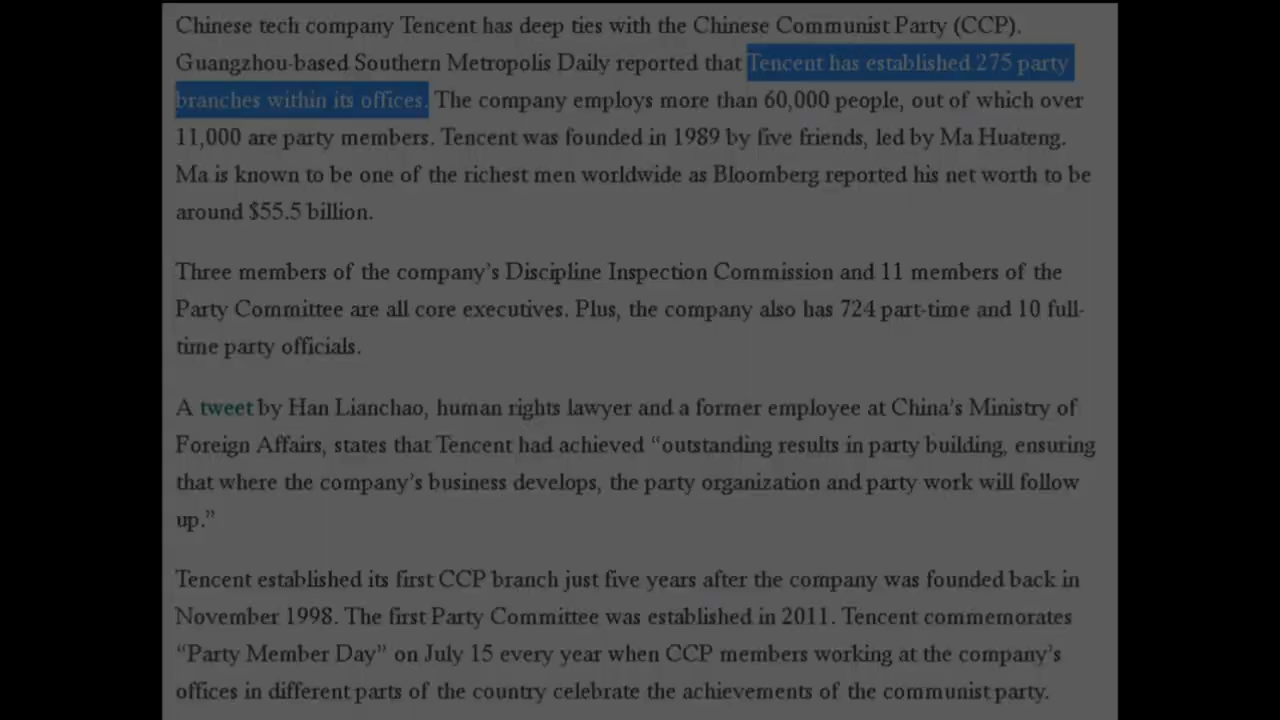 Chinese tech company Tencent has deep ties with the Chinese Communist Party (CCP).
Guangzhou-based Southern Metropolis Daily reported that Tencent has established 275 party
branches within its offices. The company employs more than 60,000 people, out of which over
11,000 are party members. Tencent was founded in 1989 by five friends, led by Ma Huateng.
Ma is known to be one of the richest men worldwide as Bloomberg reported his net worth to be
around $55.5 billion.
Three members of the company’s Discipline Inspection Commission and 11 members of the
Party Committee are all core executives. Plus, the company also has 724 part-time and 10 full-
time party officials.
A tweet by Han Lianchao, human rights lawyer and a former employee at China’s Ministry of
Foreign Affairs, states that Tencent had achieved “outstanding results in party building, ensuring
that where the company’s business develops, the party organization and party work will follow
up.”
Tencent established its first CCP branch just five years after the company was founded back in
November 1998. The first Party Committee was established in 2011. Tencent commemorates
“Party Member Day” on July 15 every year when CCP members working at the company’s
offices in different parts of the country celebrate the achievements of the communist party.